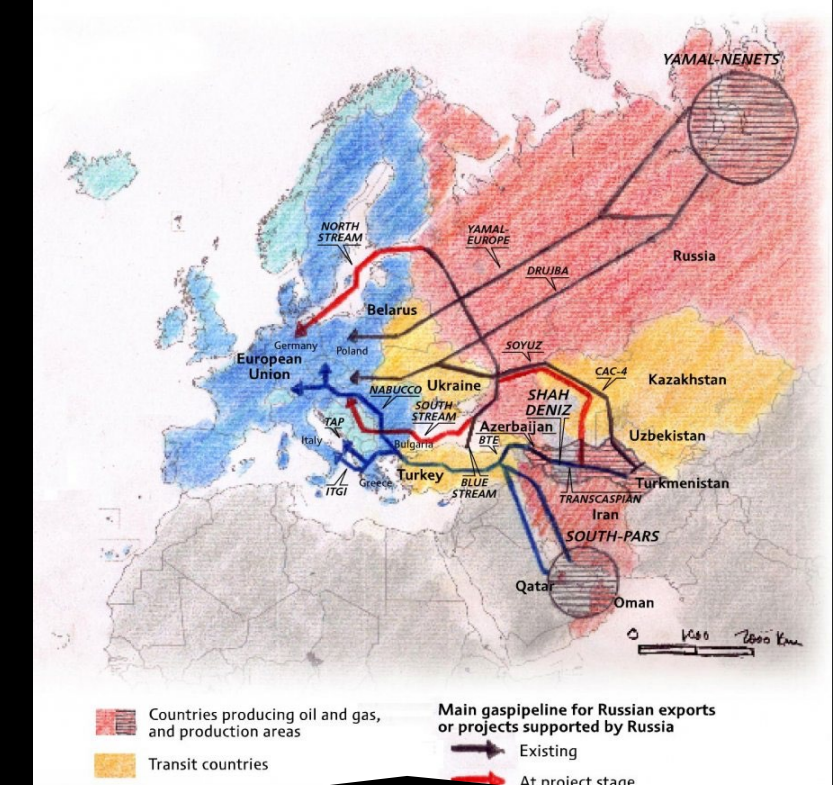 YAMAL-NENETS
NORTH
STREAM
YAMAL-
EUROPE
Russia
DRUJBA
Belarus
Germany
Poland
European
Union
SOYUZ
CAC-4
Kazakhstan
NABUCCO
Ukraine
SHAH
DENIZ
SOUTH
STREAM
TAP
Azerbaijan
Uzbekistan
Italy
Bulgaria
BTE
Turkey
Greece
ITGI
BLUE
STREAM
TRANSCASPIAN
Turkmenistan
Iran
SOUTH-PARS
Qatar
Oman
0 1000 2000 Km
Countries producing oil and gas,
and production areas
Transit countries
Main gaspipeline for Russian exports
or projects supported by Russia
Existing
At project stage